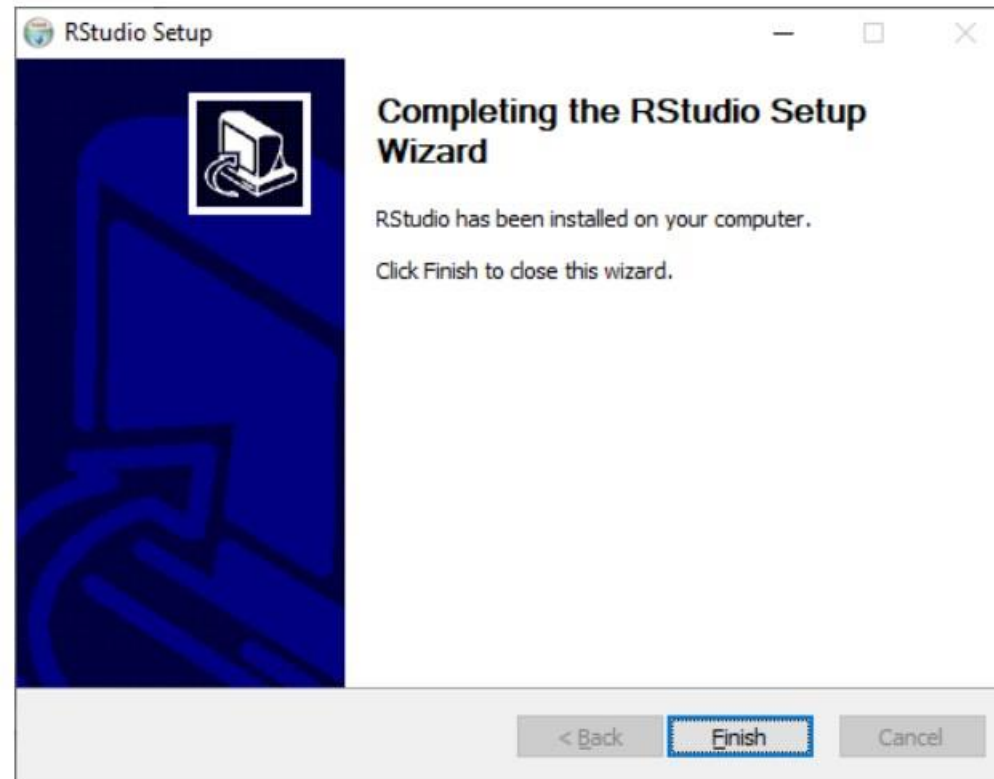 RStudio Setup
Completing the RStudio Setup
Wizard
RStudio has been installed on your computer.
Click Finish to close this wizard.
< Back
Finish
Cancel